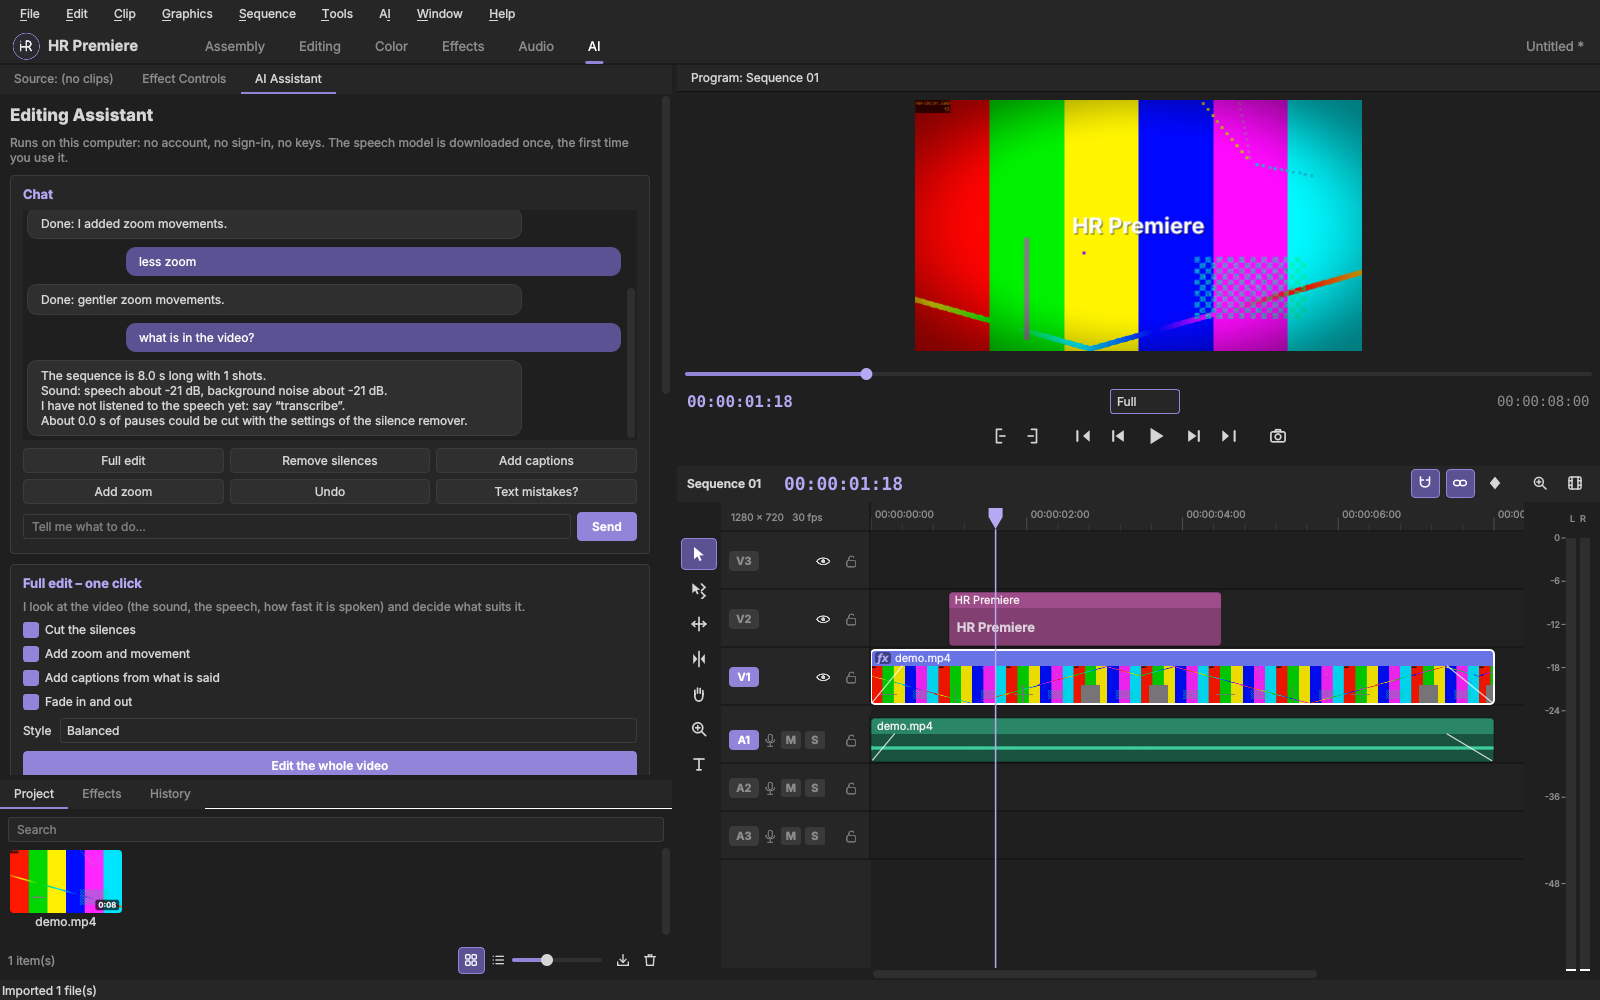 File Edit Clip Graphics Sequence Tools AI Window Help
HR HR Premiere Assembly Editing Color Effects Audio AI Untitled *
Source: (no clips) Effect Controls AI Assistant
Editing Assistant
Runs on this computer: no account, no sign-in, no keys. The speech model is downloaded once, the first time
you use it.
Chat
Done: I added zoom movements.
less zoom
Done: gentler zoom movements.
what is in the video?
The sequence is 8.0 s long with 1 shots.
Sound: speech about -21 dB, background noise about -21 dB.
I have not listened to the speech yet: say “transcribe”.
About 0.0 s of pauses could be cut with the settings of the silence remover.
Full edit Remove silences Add captions
Add zoom Undo Text mistakes?
Tell me what to do... Send
Full edit – one click
I look at the video (the sound, the speech, how fast it is spoken) and decide what suits it.
Cut the silences
Add zoom and movement
Add captions from what is said
Fade in and out
Style Balanced
Edit the whole video
Project Effects History
Search
0:08
demo.mp4
1 item(s)
Imported 1 file(s)
Program: Sequence 01
HR Premiere
00:00:01:18 Full 00:00:08:00
Sequence 01 00:00:01:18
1280 × 720 30 fps 00:00:00:00 00:00:02:00 00:00:04:00 00:00:06:00 00:00
V3
V2 HR Premiere
HR Premiere
V1 fx demo.mp4
A1 M S demo.mp4
A2 M S
A3 M S
L R
0
-6
-12
-18
-24
-36
-48